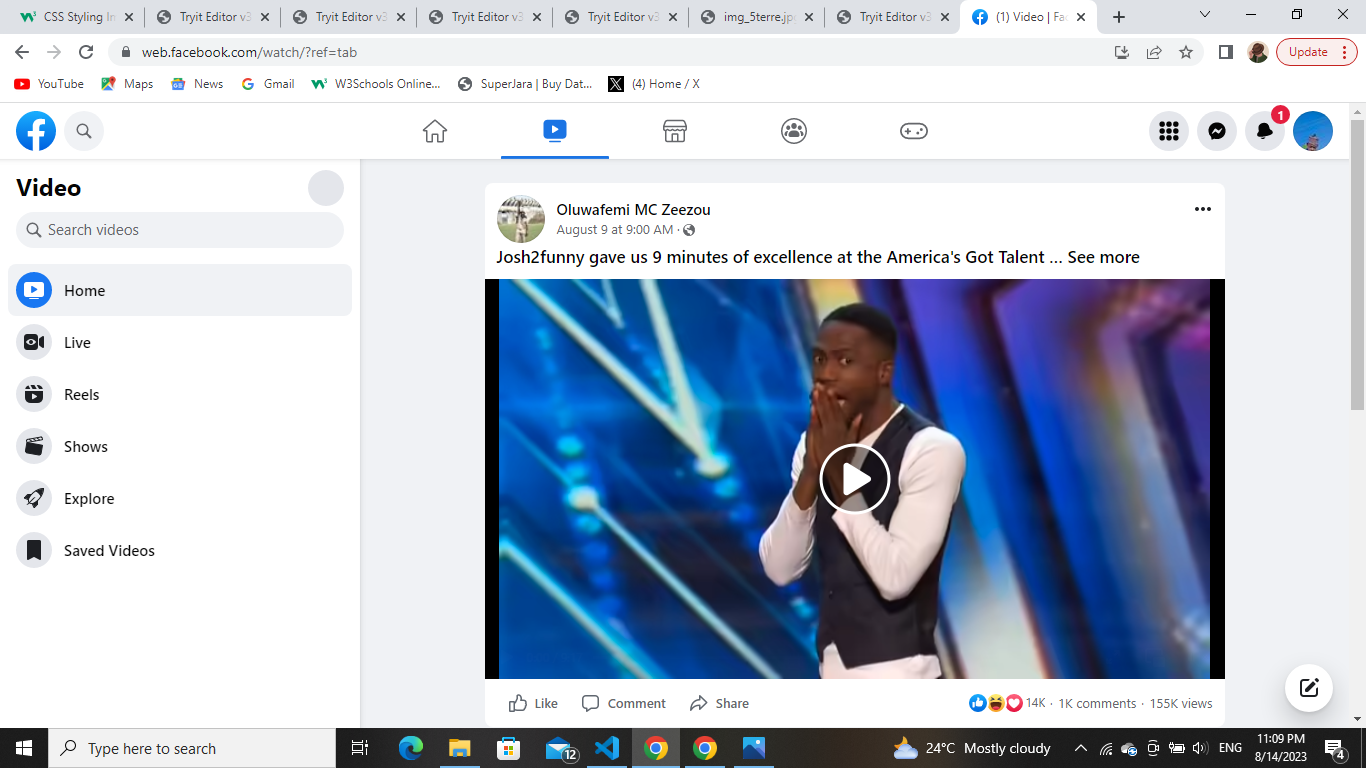 CSS Styling In
Tryit Editor v3
Tryit Editor v3
Tryit Editor v3
Tryit Editor v3
img_5terre.jp
Tryit Editor v3
(1) Video | Fa
web.facebook.com/watch/?ref=tab
Update
YouTube
Maps
News
Gmail
W3Schools Online...
SuperJara | Buy Dat...
(4) Home / X
1
Video
Search videos
Home
Live
Reels
Shows
Explore
Saved Videos
Oluwafemi MC Zeezou
August 9 at 9:00 AM ·
Josh2funny gave us 9 minutes of excellence at the America's Got Talent ... See more
Like
Comment
Share
14K · 1K comments · 155K views
Type here to search
12
24°C Mostly cloudy
ENG
11:09 PM
8/14/2023
4